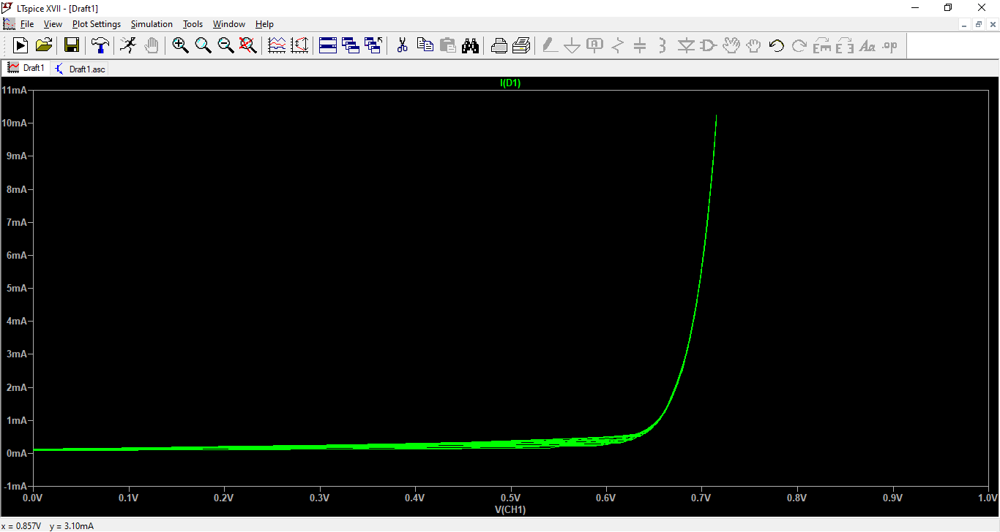 LTspice XVII - [Draft1]
File View Plot Settings Simulation Tools Window Help
Aa .op
Draft1 Draft1.asc
I(D1)
11mA
10mA
9mA
8mA
7mA
6mA
5mA
4mA
3mA
2mA
1mA
0mA
-1mA
0.0V 0.1V 0.2V 0.3V 0.4V 0.5V 0.6V 0.7V 0.8V 0.9V 1.0V
V(CH1)
x = 0.857V y = 3.10mA